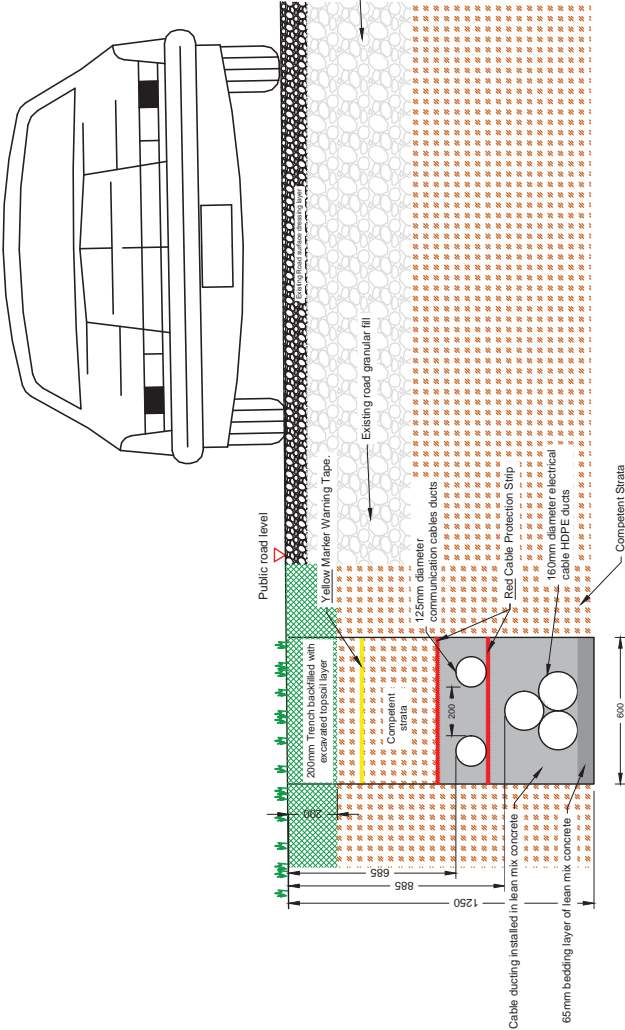 Public road level
Existing Road surface dressing layer
200mm Trench backfilled with
excavated topsoil layer
Yellow Marker Warning Tape.
Existing road granular fill
200
Competent
strata
125mm diameter
communication cables ducts
200
Red Cable Protection Strip
160mm diameter electrical
cable HDPE ducts
685
885
1250
Competent Strata
600
Cable ducting installed in lean mix concrete
65mm bedding layer of lean mix concrete